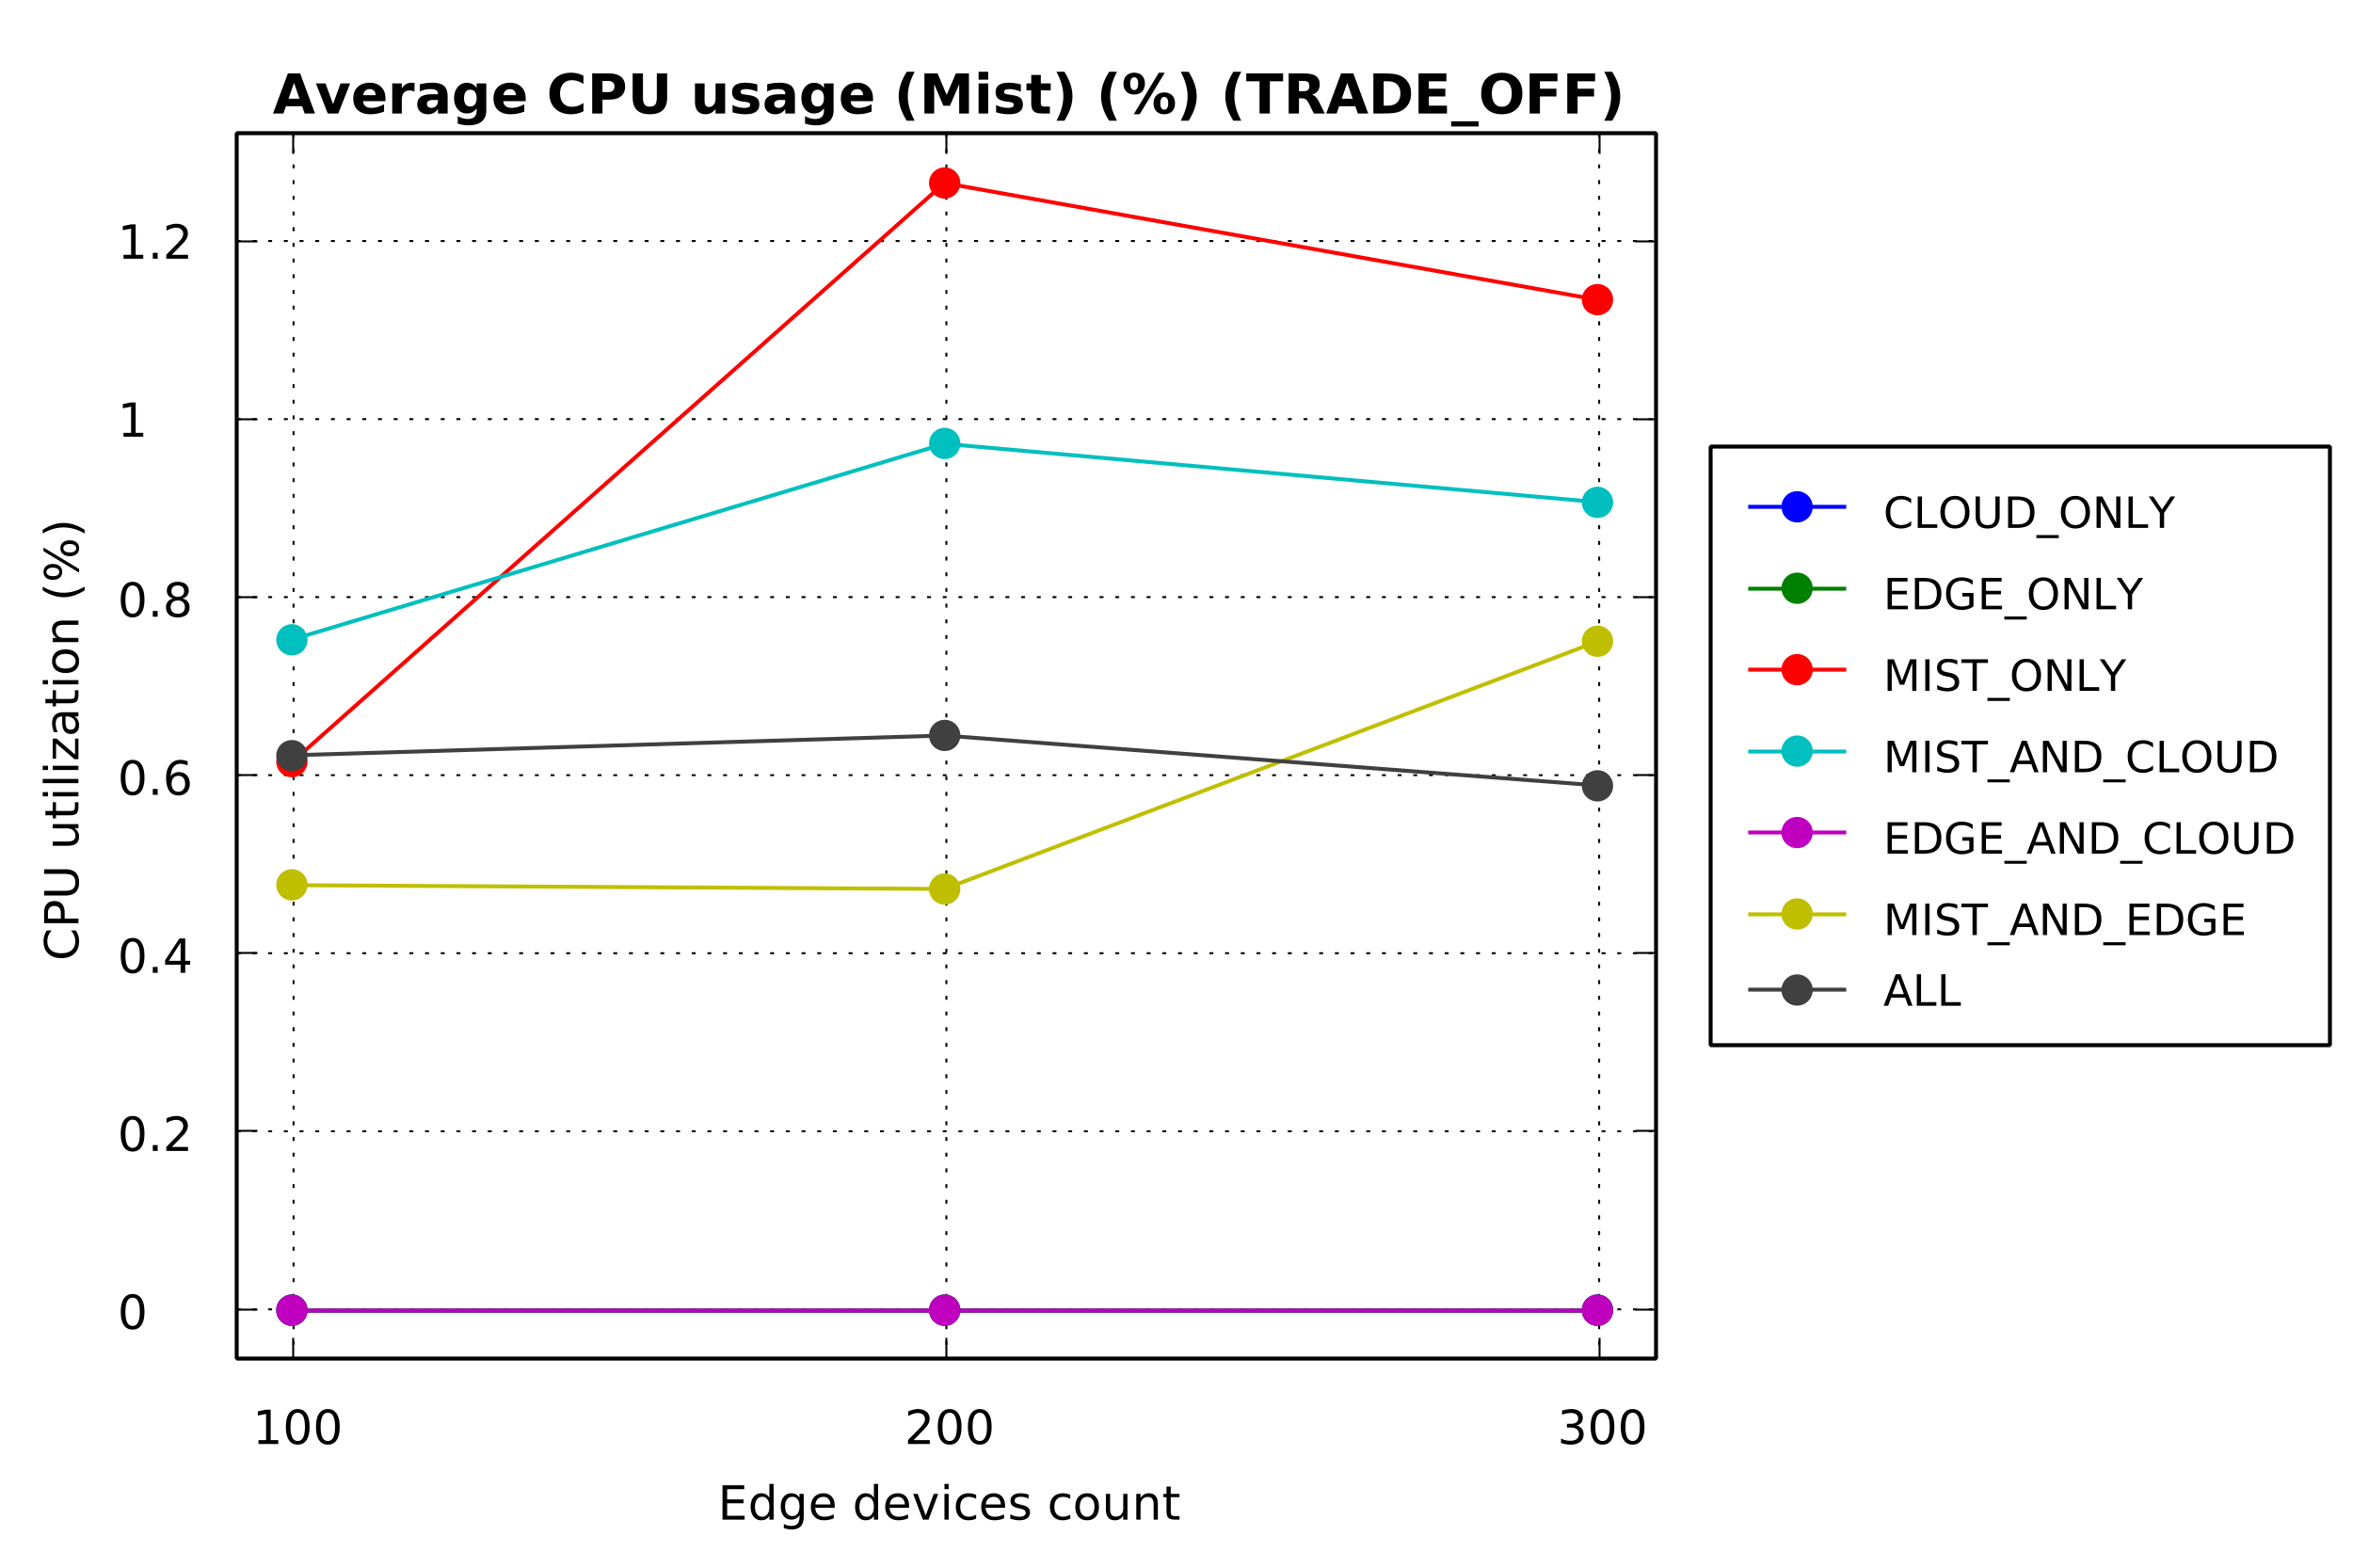 Average CPU usage (Mist) (%) (TRADE_OFF)
1.2
1
0.8
0.6
0.4
0.2
0
CPU utilization (%)
100
200
300
Edge devices count
CLOUD_ONLY
EDGE_ONLY
MIST_ONLY
MIST_AND_CLOUD
EDGE_AND_CLOUD
MIST_AND_EDGE
ALL